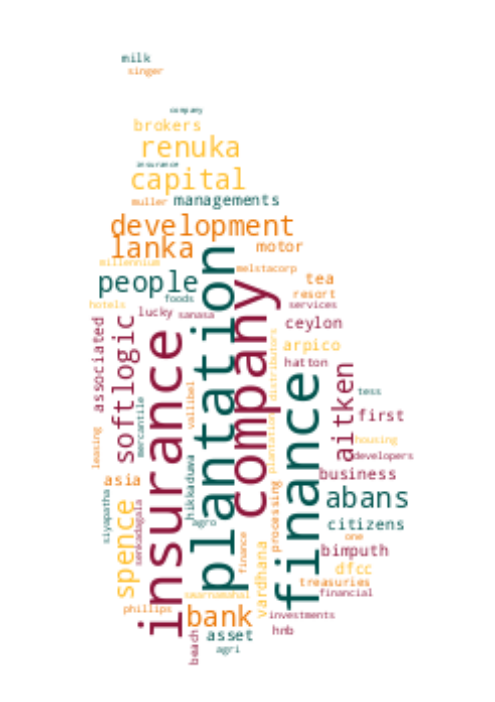 milk
singer
company
brokers
renuka
insurance
capital
muller
managements
development
lanka
motor
millennium
melstacorp
people
tea
foods
resort
hotels
services
lucky
sanasa
ceylon
associated
softlogic
plantation
company
insurance
finance
arpico
distributors
hatton
aitken
vallibel
mercantile
tess
first
plantation
housing
leasing
developers
hikkaduwa
business
asia
processing
abans
spence
siyapatha
senkadagala
agro
citizens
finance
one
vardhana
bimputh
dfcc
treasuries
swarnamahal
financial
phillips
bank
investments
asset
hnb
beach
agri